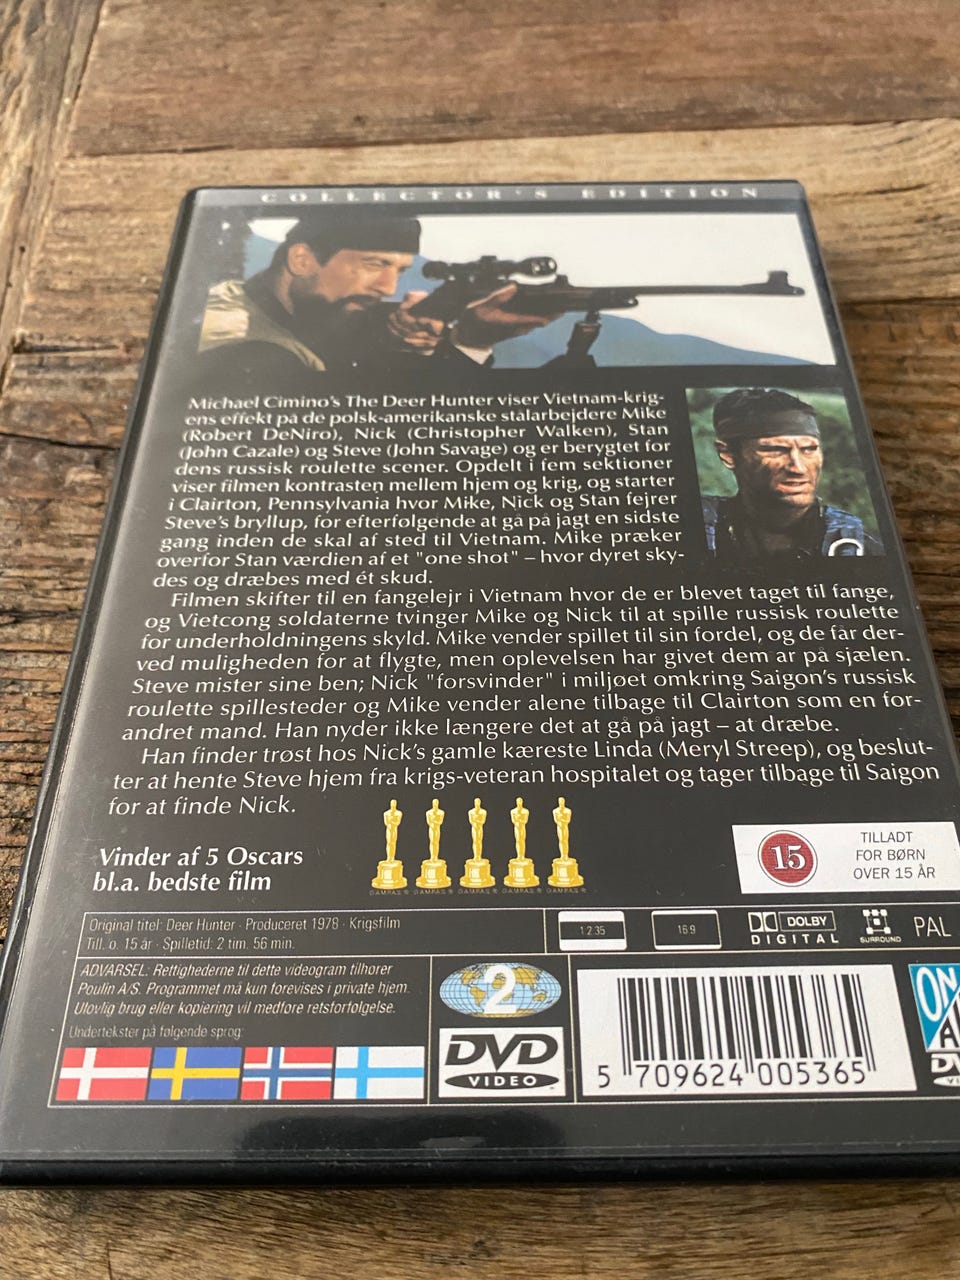 COLLECTOR'S EDITION
Michael Cimino's The Deer Hunter viser Vietnam-krig-
ens effekt på de polsk-amerikanske stålarbejdere Mike
(Robert DeNiro), Nick (Christopher Walken), Stan
(John Cazale) og Steve (John Savage) og er berygtet for
dens russisk roulette scener. Opdelt i fem sektioner
viser filmen kontrasten mellem hjem og krig, og starter
i Clairton, Pennsylvania hvor Mike, Nick og Stan fejrer
Steve's bryllup, for efterfølgende at gå på jagt en sidste
gang inden de skal af sted til Vietnam. Mike præker
overfor Stan værdien af et "one shot" – hvor dyret sky-
des og dræbes med ét skud.
Filmen skifter til en fangelejr i Vietnam hvor de er blevet taget til fange,
og Vietcong soldaterne tvinger Mike og Nick til at spille russisk roulette
for underholdningens skyld. Mike vender spillet til sin fordel, og de får der-
ved muligheden for at flygte, men oplevelsen har givet dem ar på sjælen.
Steve mister sine ben; Nick "forsvinder" i miljøet omkring Saigon's russisk
roulette spillesteder og Mike vender alene tilbage til Clairton som en for-
andret mand. Han nyder ikke længere det at gå på jagt – at dræbe.
Han finder trøst hos Nick's gamle kæreste Linda (Meryl Streep), og beslut-
ter at hente Steve hjem fra krigs-veteran hospitalet og tager tilbage til Saigon
for at finde Nick.
Vinder af 5 Oscars
bl.a. bedste film
©AMPAS ® ©AMPAS ® ©AMPAS ® ©AMPAS ® ©AMPAS ®
15
TILLADT
FOR BØRN
OVER 15 ÅR
Original titel: Deer Hunter · Produceret 1978 · Krigsfilm
Till. o. 15 år · Spilletid: 2 tim. 56 min.
1:2.35
16:9
DOLBY
DIGITAL
SURROUND
PAL
ADVARSEL: Rettighederne til dette videogram tilhører
Poulin A/S. Programmet må kun forevises i private hjem.
Ulovlig brug eller kopiering vil medføre retsforfølgelse.
Undertekster på følgende sprog:
2
DVD
VIDEO
5 709624 005365
ON